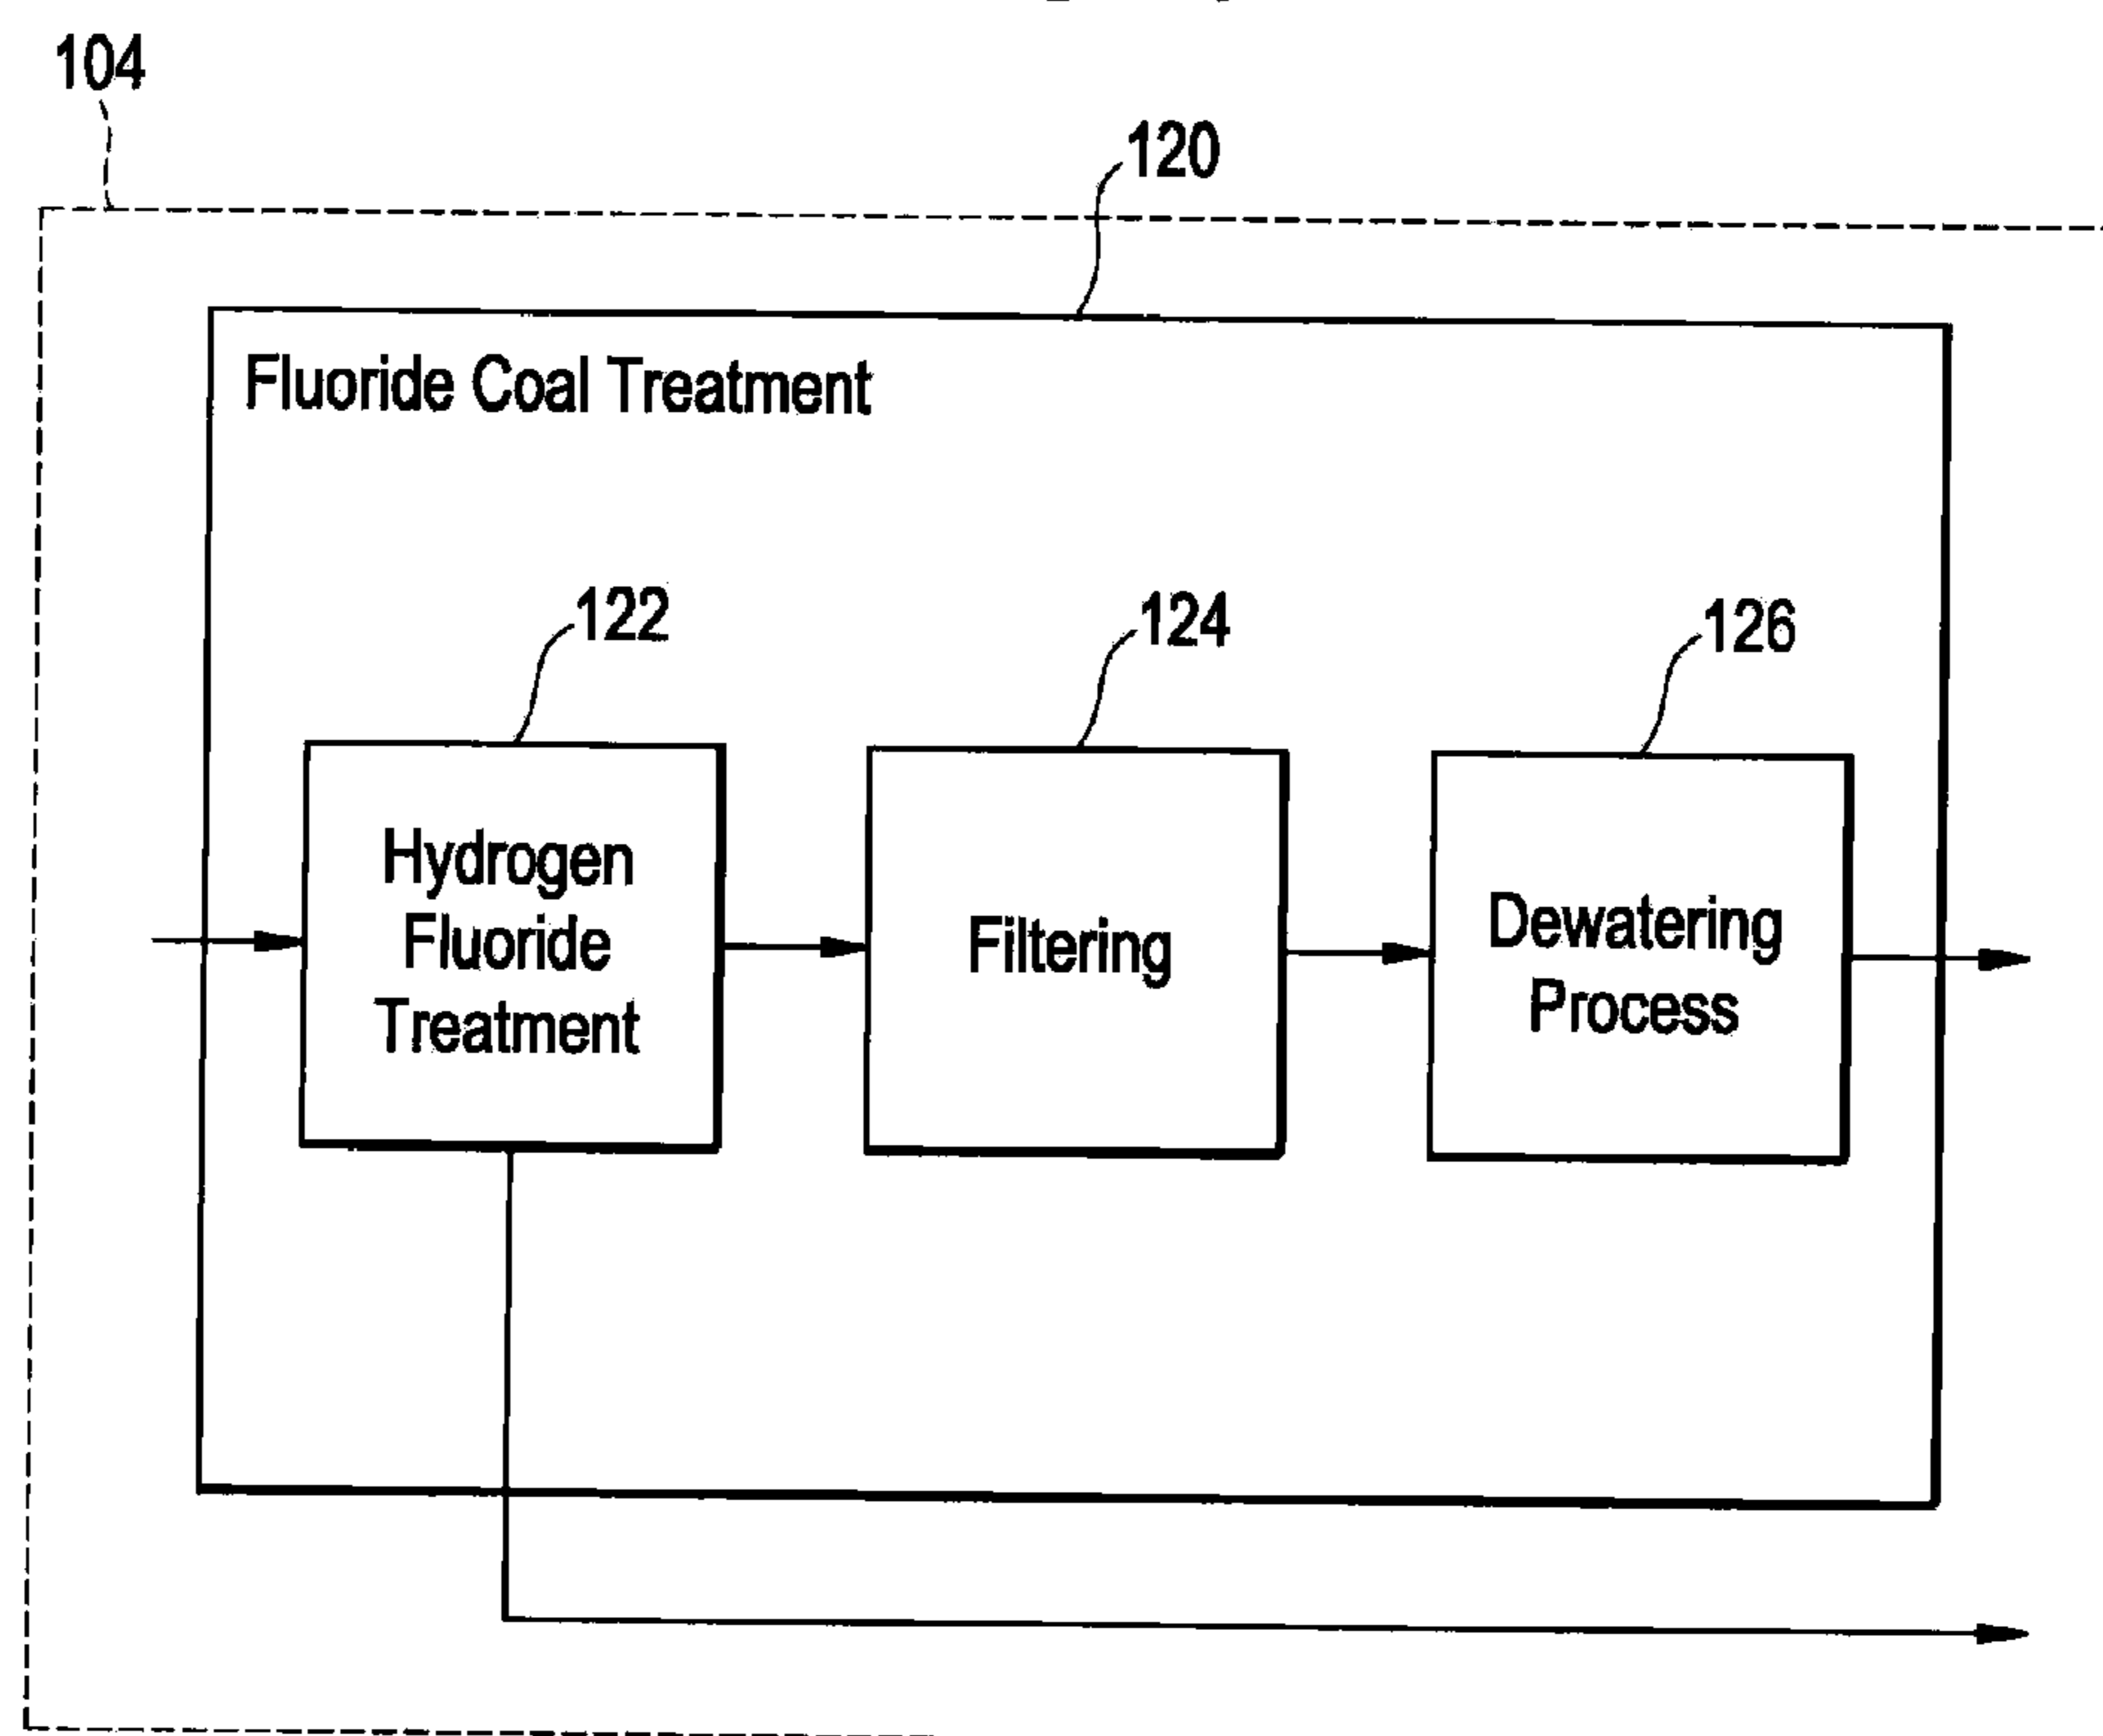 104
120
Fluoride Coal Treatment
122
124
126
Hydrogen
Fluoride
Treatment
Filtering
Dewatering
Process